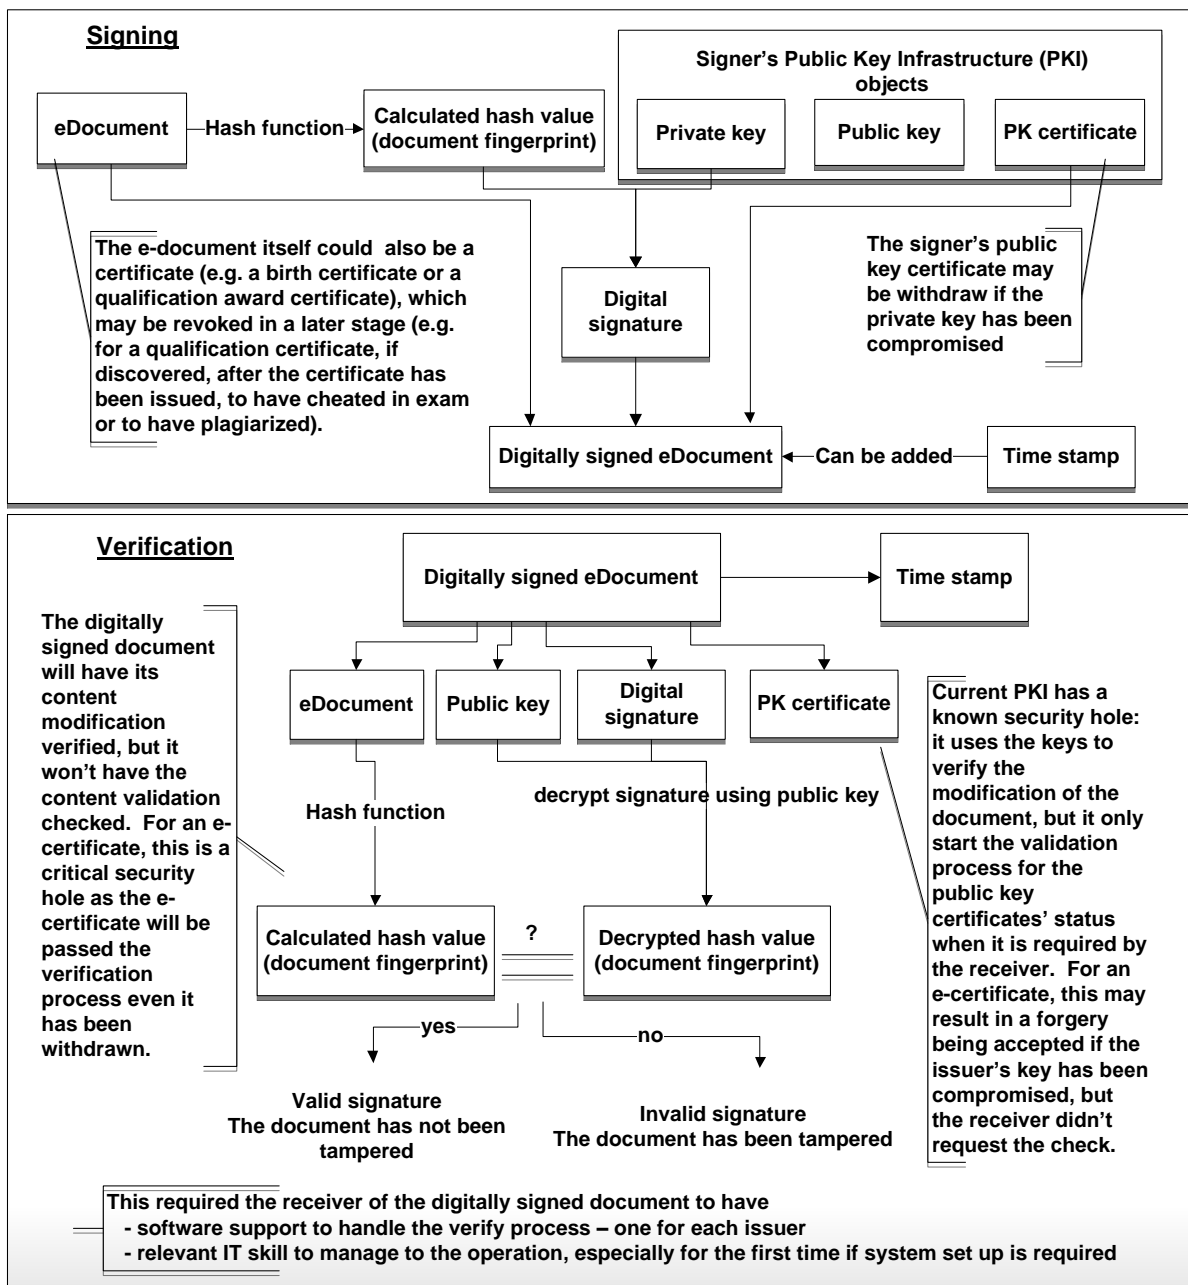 Signing
Signer's Public Key Infrastructure (PKI)
objects
eDocument
Hash function
Calculated hash value
(document fingerprint)
Private key
Public key
PK certificate
The e-document itself could also be a
certificate (e.g. a birth certificate or a
qualification award certificate), which
may be revoked in a later stage (e.g.
for a qualification certificate, if
discovered, after the certificate has
been issued, to have cheated in exam
or to have plagiarized).
Digital
signature
The signer's public
key certificate may
be withdraw if the
private key has been
compromised
Digitally signed eDocument
Can be added
Time stamp
Verification
Digitally signed eDocument
Time stamp
The digitally
signed document
will have its
content
modification
verified, but it
won't have the
content validation
checked. For an e-
certificate, this is a
critical security
hole as the e-
certificate will be
passed the
verification
process even it
has been
withdrawn.
eDocument
Public key
Digital
signature
PK certificate
Hash function
decrypt signature using public key
Calculated hash value
(document fingerprint)
?
Decrypted hash value
(document fingerprint)
yes
no
Valid signature
The document has not been
tampered
Invalid signature
The document has been tampered
Current PKI has a
known security hole:
it uses the keys to
verify the
modification of the
document, but it only
start the validation
process for the
public key
certificates' status
when it is required by
the receiver. For an
e-certificate, this may
result in a forgery
being accepted if the
issuer's key has been
compromised, but
the receiver didn't
request the check.
This required the receiver of the digitally signed document to have
- software support to handle the verify process – one for each issuer
- relevant IT skill to manage to the operation, especially for the first time if system set up is required